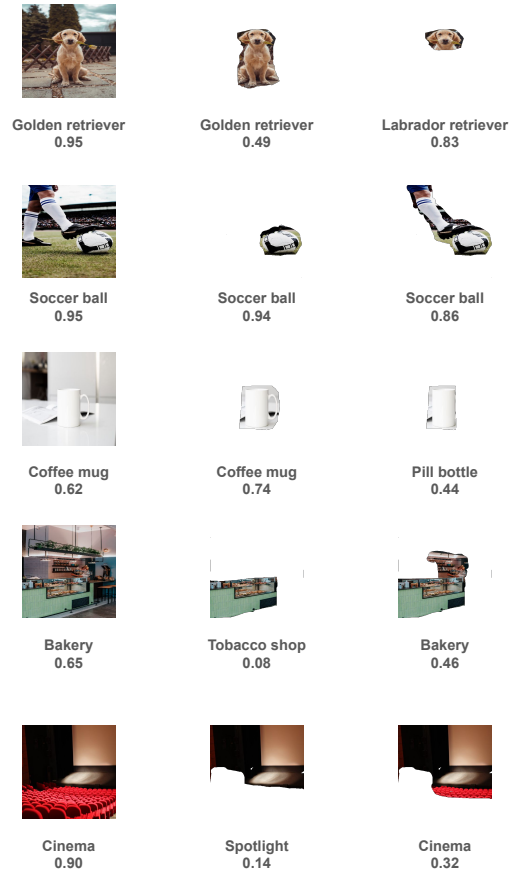 Golden retriever
0.95
Golden retriever
0.49
Labrador retriever
0.83
Soccer ball
0.95
Soccer ball
0.94
Soccer ball
0.86
Coffee mug
0.62
Coffee mug
0.74
Pill bottle
0.44
Bakery
0.65
Tobacco shop
0.08
Bakery
0.46
Cinema
0.90
Spotlight
0.14
Cinema
0.32